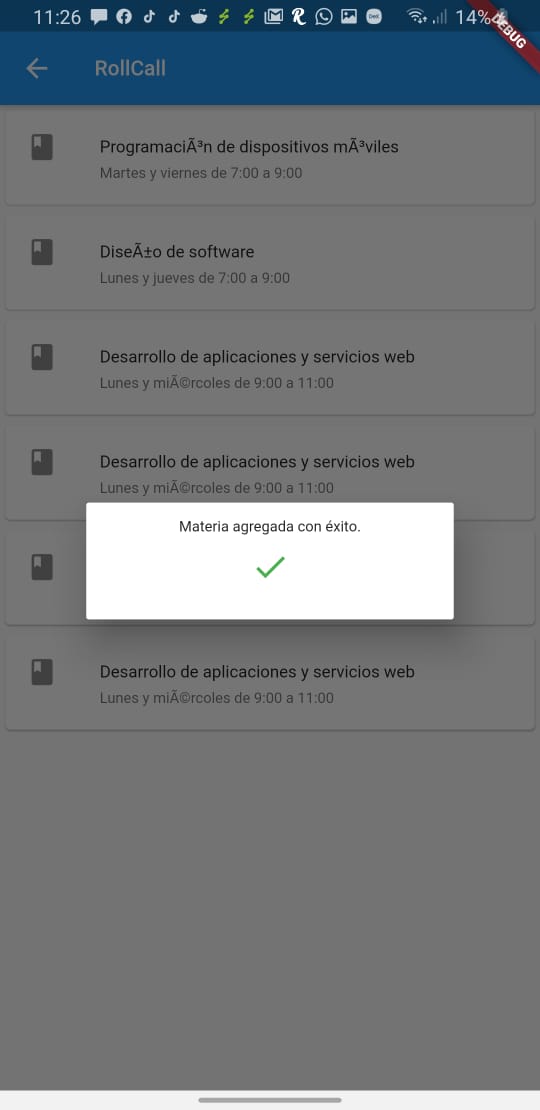 11:26
14%
DEBUG
RollCall
ProgramaciÃ³n de dispositivos mÃ³viles
Martes y viernes de 7:00 a 9:00
DiseÃ±o de software
Lunes y jueves de 7:00 a 9:00
Desarrollo de aplicaciones y servicios web
Lunes y miÃ©rcoles de 9:00 a 11:00
Desarrollo de aplicaciones y servicios web
Lunes y miÃ©rcoles de 9:00 a 11:00
Materia agregada con éxito.
Desarrollo de aplicaciones y servicios web
Lunes y miÃ©rcoles de 9:00 a 11:00